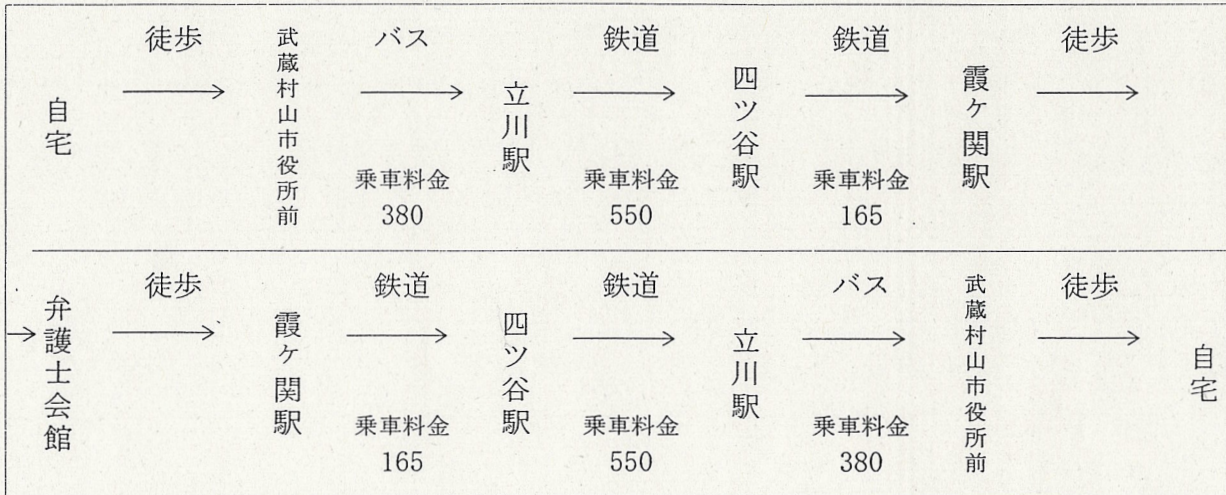 徒歩 バス 鉄道 鉄道 徒歩
自宅 → 武蔵村山市役所前 → 立川駅 → 四ツ谷駅 → 霞ケ関駅 →
乗車料金 乗車料金 乗車料金
380 550 165
徒歩 鉄道 鉄道 バス 徒歩
→ 弁護士会館 → 霞ケ関駅 → 四ツ谷駅 → 立川駅 → 武蔵村山市役所前 → 自宅
乗車料金 乗車料金 乗車料金
165 550 380